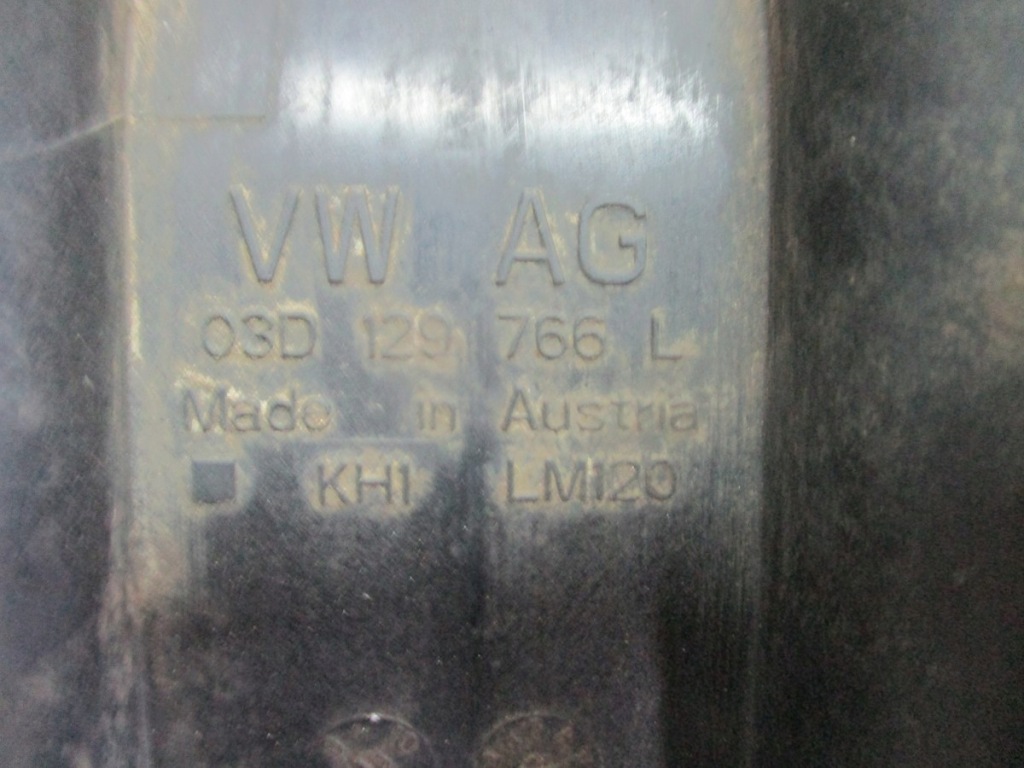 VW AG
03D 129 766 L
Made in Austria
KH1 LM120